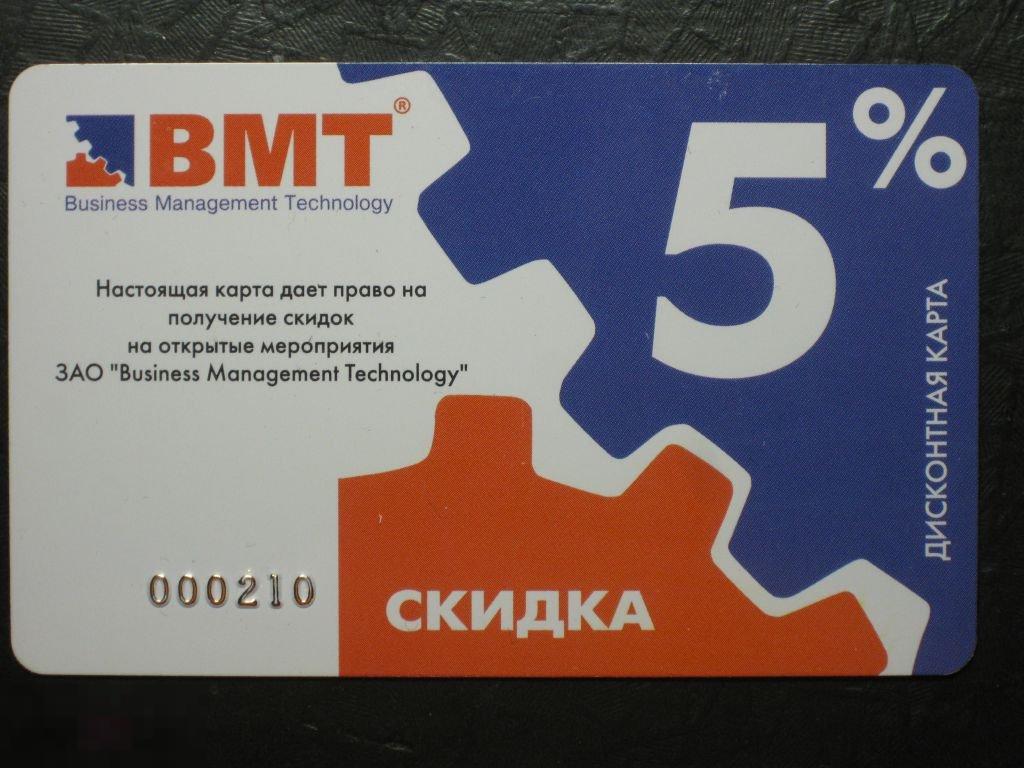 ВМТ®
Business Management Technology
Настоящая карта дает право на
получение скидок
на открытые мероприятия
ЗАО "Business Management Technology"
000210
5%
СКИДКА
ДИСКОНТНАЯ КАРТА